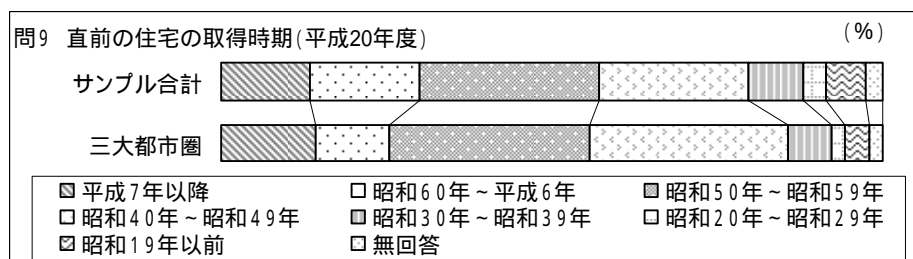 問9 直前の住宅の取得時期(平成20年度)
(%)
サンプル合計
三大都市圏
平成7年以降 昭和60年~平成6年 昭和50年~昭和59年
昭和40年~昭和49年 昭和30年~昭和39年 昭和20年~昭和29年
昭和19年以前 無回答